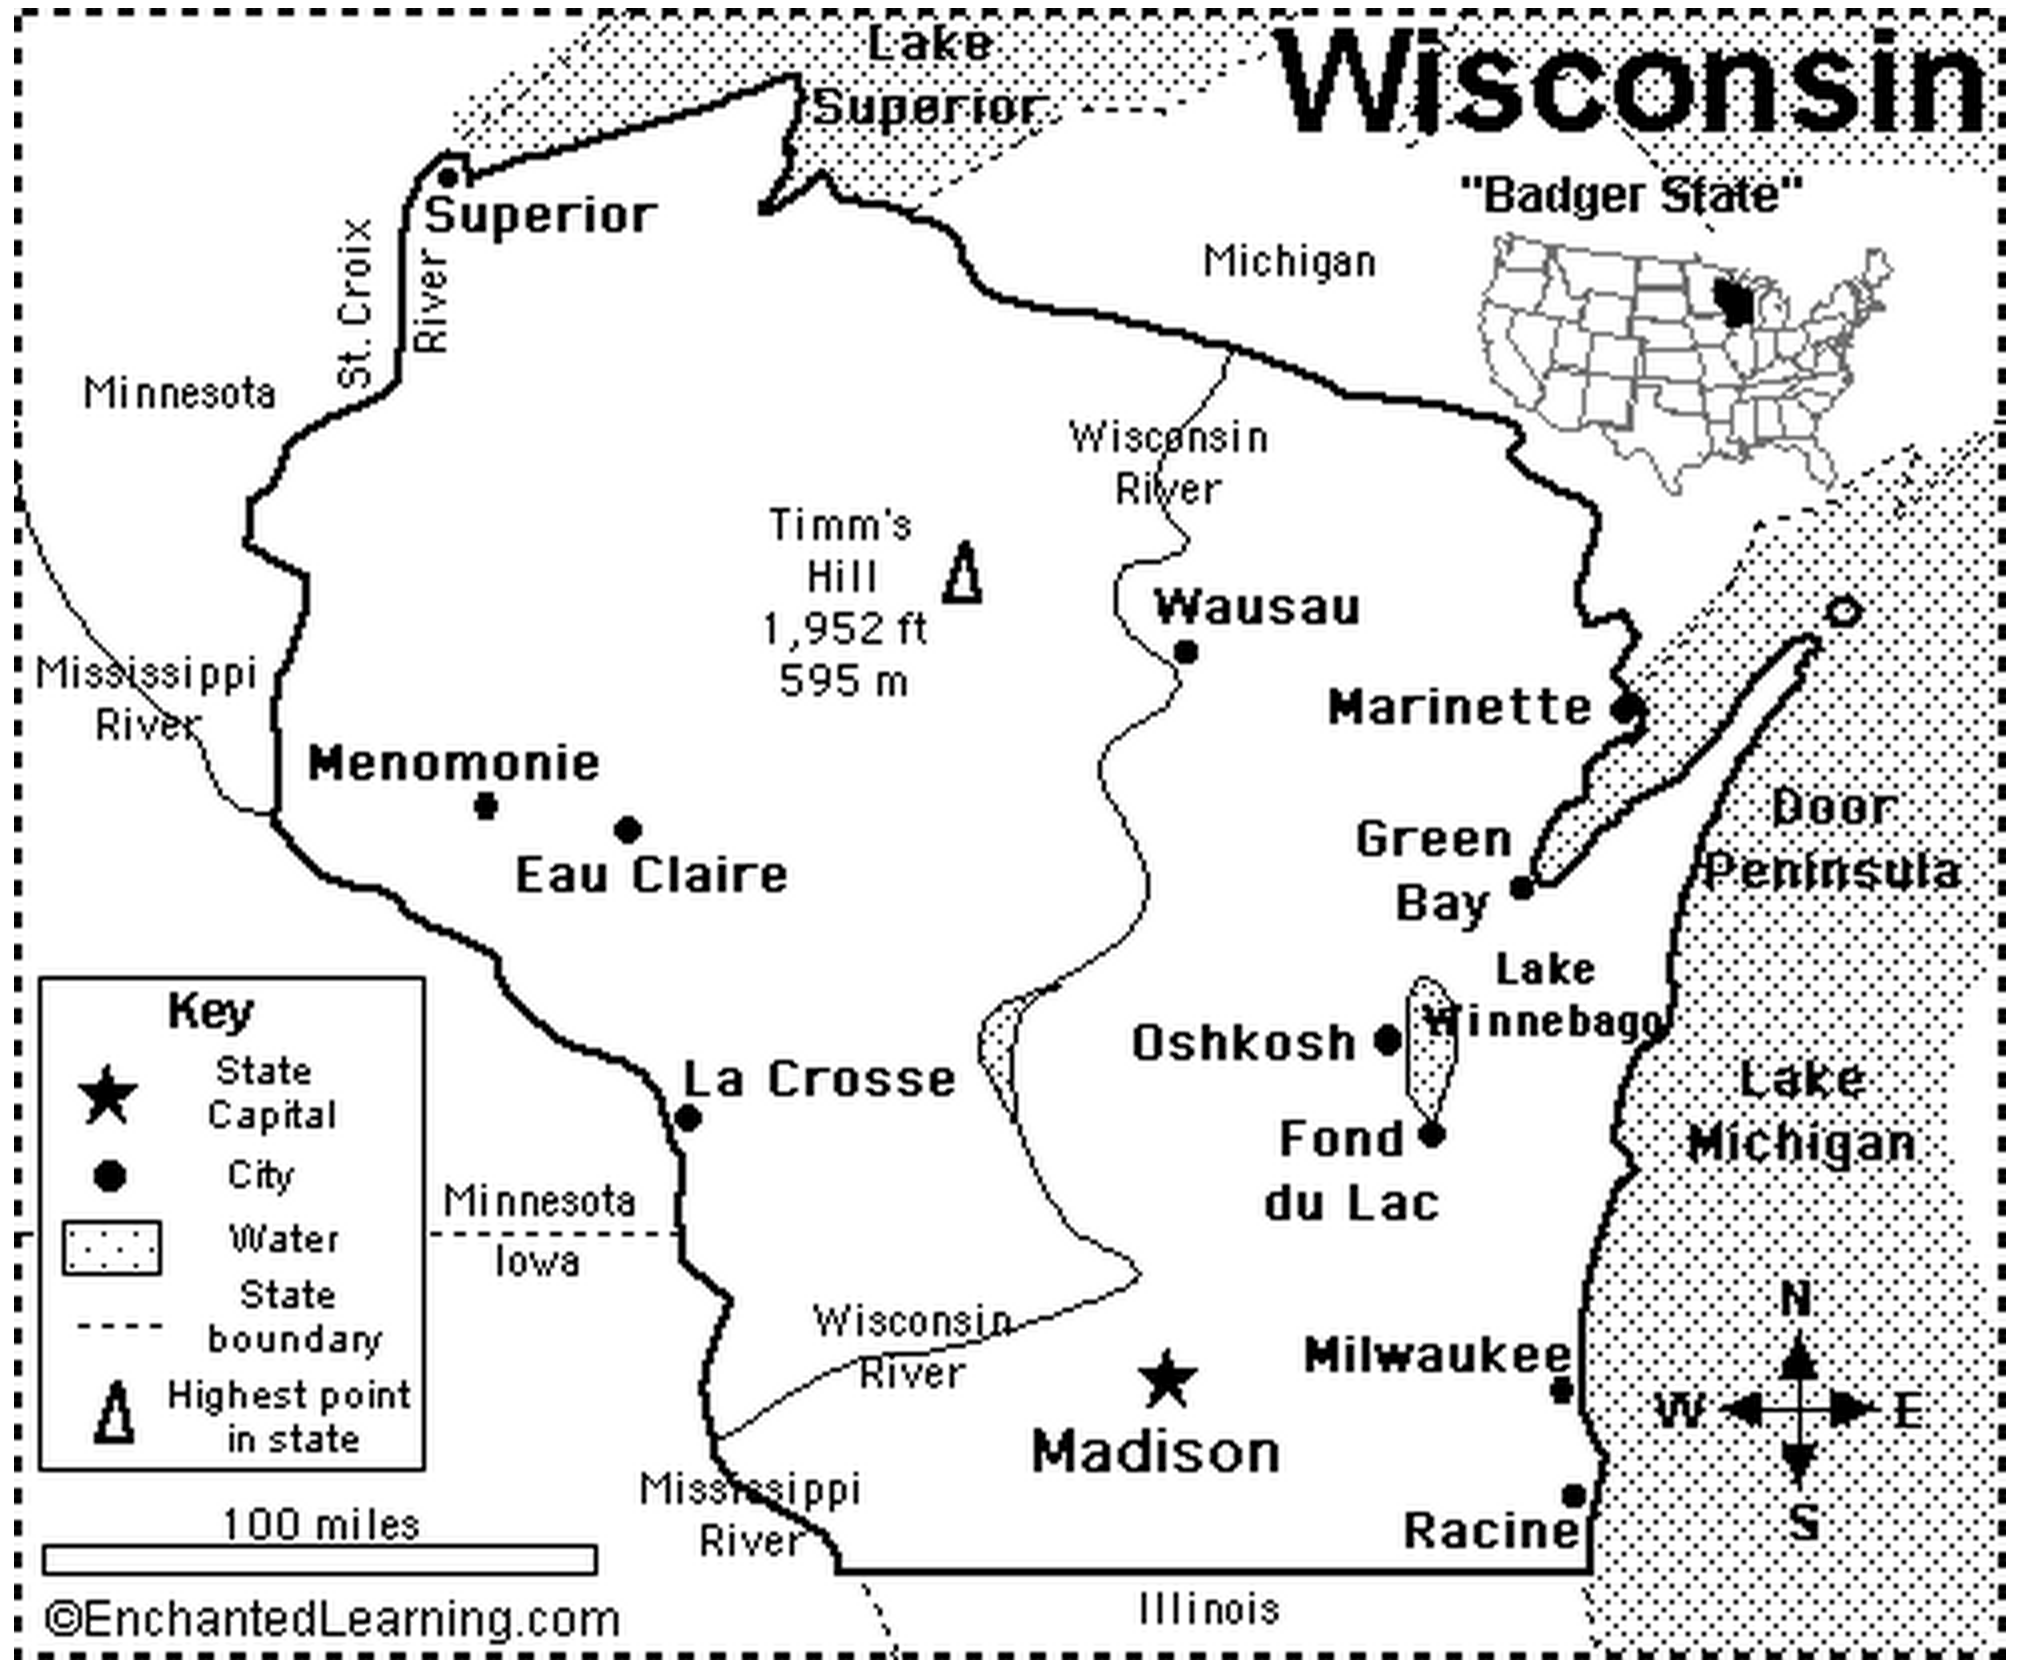 Wisconsin
"Badger State"
Lake
Superior
Superior
St. Croix
River
Michigan
Minnesota
Wisconsin
River
Timm's
Hill
1,952 ft
595 m
Wausau
Mississippi
River
Marinette
Menomonie
Eau Claire
Green
Bay
Door
Peninsula
Lake
Winnebago
Oshkosh
La Crosse
Fond
du Lac
Lake
Michigan
Key
State
Capital
City
Water
State
boundary
Highest point
in state
Minnesota
Iowa
Wisconsin
River
Milwaukee
Madison
N
W
E
S
Mississippi
River
Racine
100 miles
©EnchantedLearning.com
Illinois